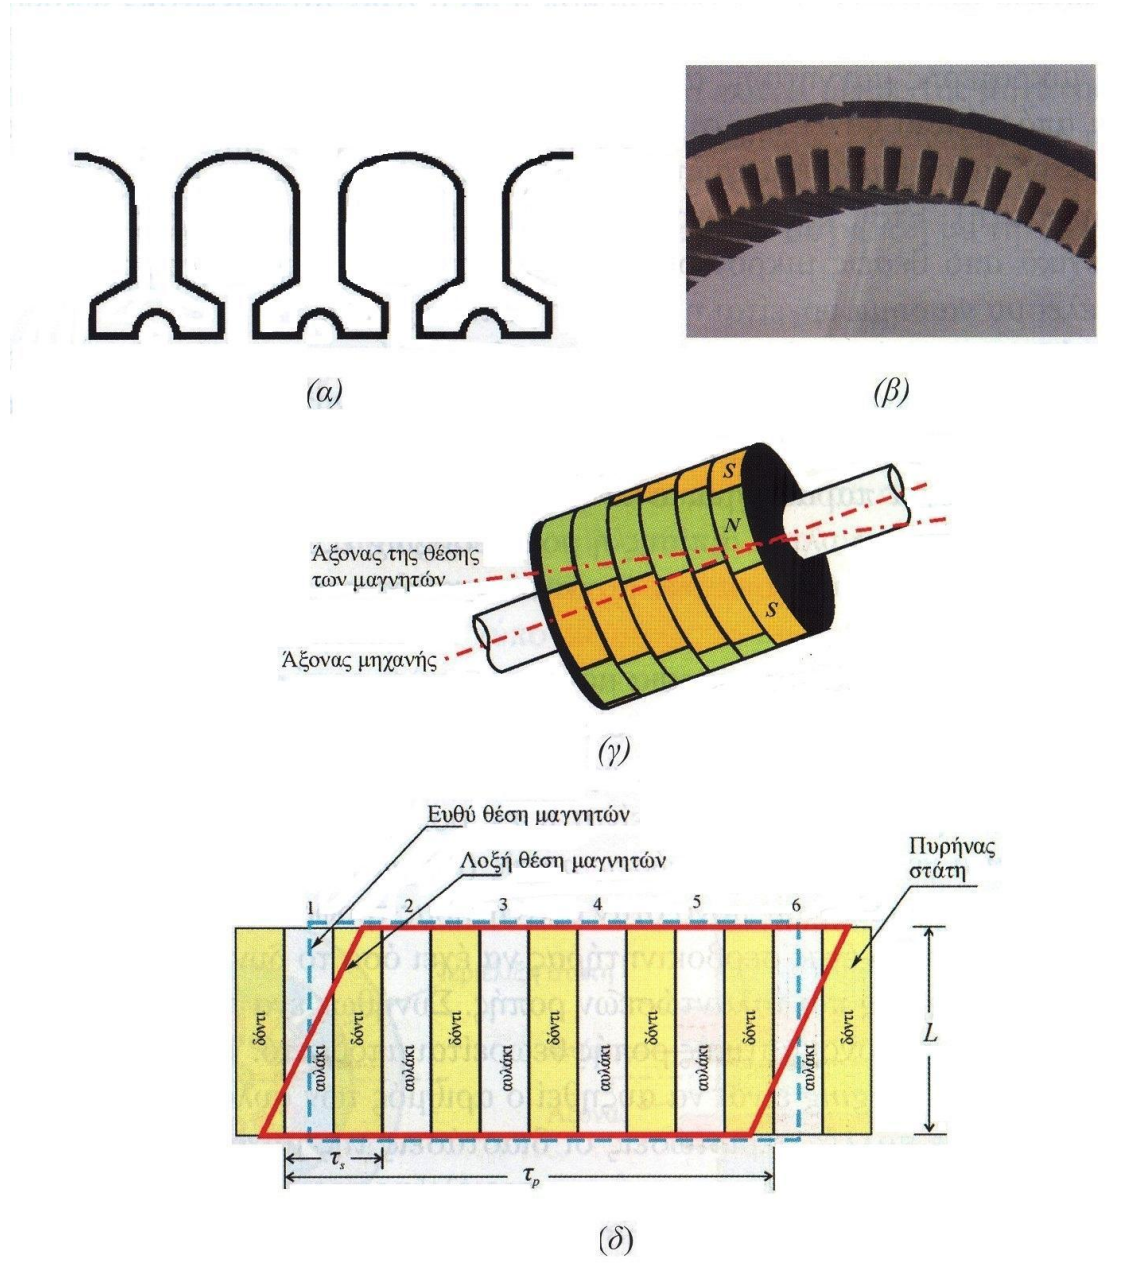 (α)
(β)
S
N
Άξονας της θέσης
των μαγνητών
S
Άξονας μηχανής
(γ)
Ευθύ θέση μαγνητών
Λοξή θέση μαγνητών
Πυρήνας
στάτη
1 2 3 4 5 6
δόντι αυλάκι δόντι αυλάκι δόντι αυλάκι δόντι αυλάκι δόντι αυλάκι δόντι αυλάκι δόντι
L
τs
τp
(δ)